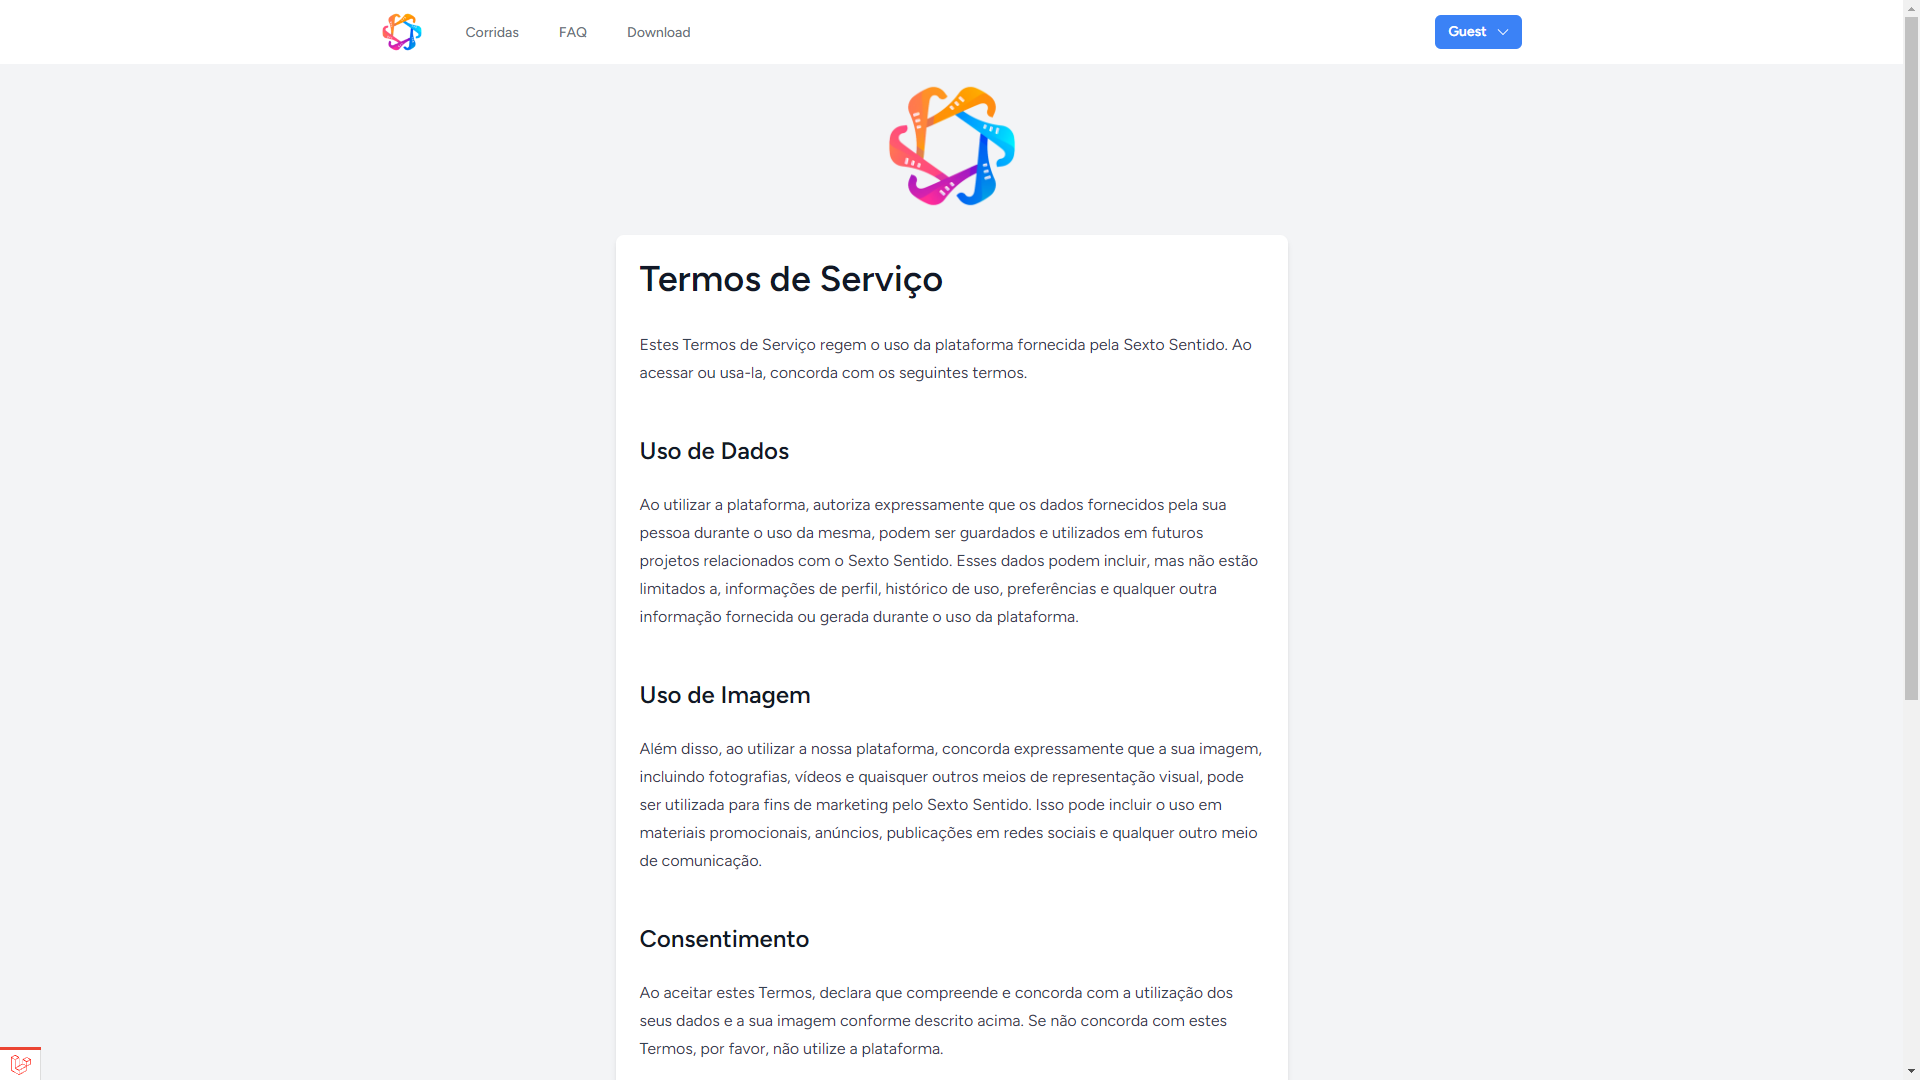 Corridas
FAQ
Download
Guest
Termos de Serviço
Estes Termos de Serviço regem o uso da plataforma fornecida pela Sexto Sentido. Ao
acessar ou usa-la, concorda com os seguintes termos.
Uso de Dados
Ao utilizar a plataforma, autoriza expressamente que os dados fornecidos pela sua
pessoa durante o uso da mesma, podem ser guardados e utilizados em futuros
projetos relacionados com o Sexto Sentido. Esses dados podem incluir, mas não estão
limitados a, informações de perfil, histórico de uso, preferências e qualquer outra
informação fornecida ou gerada durante o uso da plataforma.
Uso de Imagem
Além disso, ao utilizar a nossa plataforma, concorda expressamente que a sua imagem,
incluindo fotografias, vídeos e quaisquer outros meios de representação visual, pode
ser utilizada para fins de marketing pelo Sexto Sentido. Isso pode incluir o uso em
materiais promocionais, anúncios, publicações em redes sociais e qualquer outro meio
de comunicação.
Consentimento
Ao aceitar estes Termos, declara que compreende e concorda com a utilização dos
seus dados e a sua imagem conforme descrito acima. Se não concorda com estes
Termos, por favor, não utilize a plataforma.